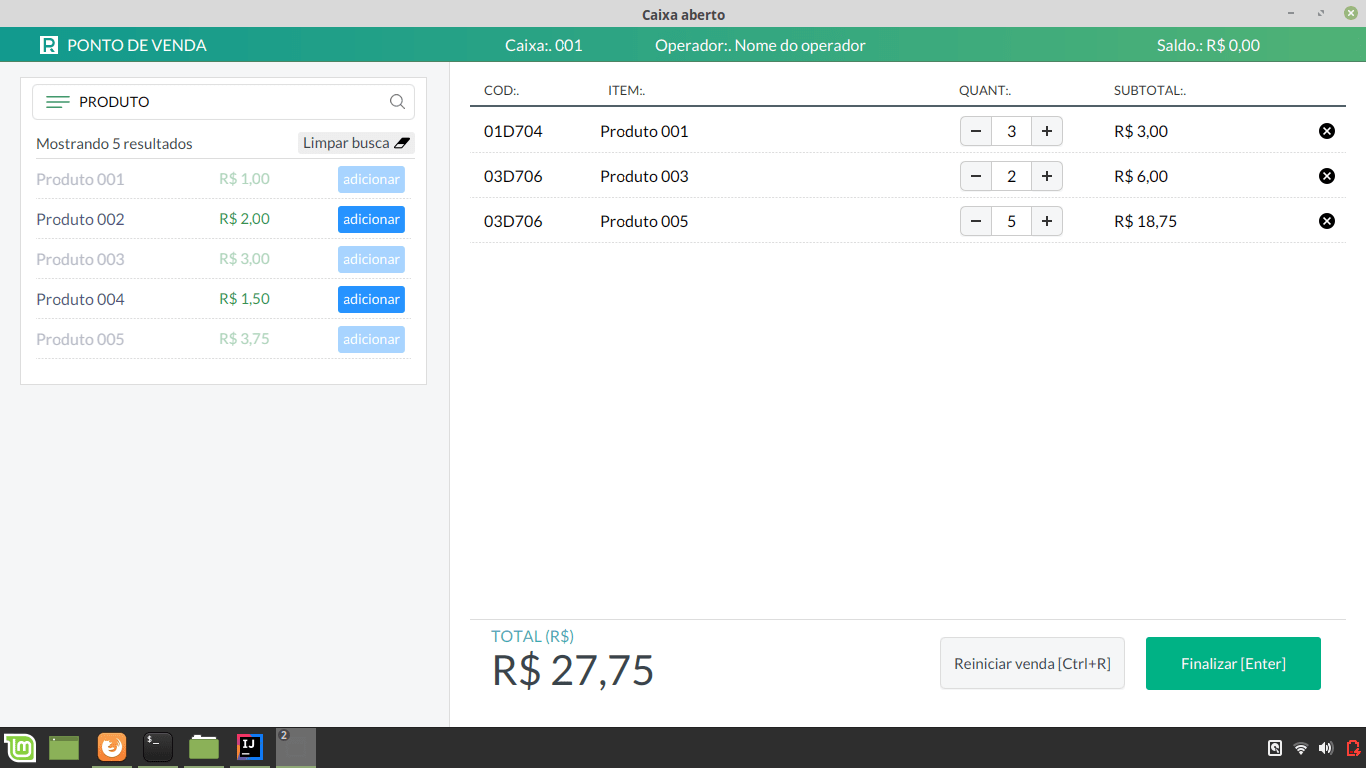 Caixa aberto
PONTO DE VENDA Caixa:. 001 Operador:. Nome do operador Saldo.: R$ 0,00
PRODUTO
Mostrando 5 resultados Limpar busca
Produto 001 R$ 1,00 adicionar
Produto 002 R$ 2,00 adicionar
Produto 003 R$ 3,00 adicionar
Produto 004 R$ 1,50 adicionar
Produto 005 R$ 3,75 adicionar
COD:. ITEM:. QUANT:. SUBTOTAL:.
01D704 Produto 001 − 3 + R$ 3,00
03D706 Produto 003 − 2 + R$ 6,00
03D706 Produto 005 − 5 + R$ 18,75
TOTAL (R$)
R$ 27,75
Reiniciar venda [Ctrl+R] Finalizar [Enter]
$_ IJ 2